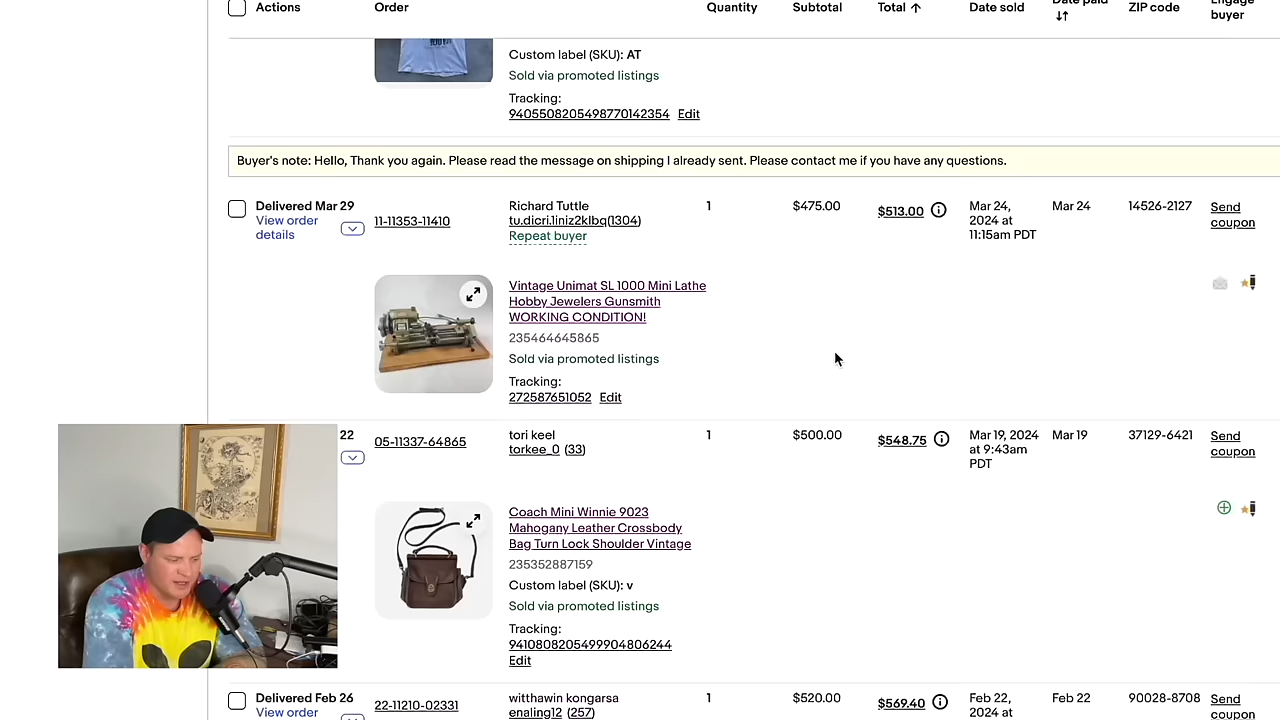 Actions Order Quantity Subtotal Total ↑ Date sold Date paid ↓↑ ZIP code Engage buyer
Custom label (SKU): AT
Sold via promoted listings
Tracking:
9405508205498770142354 Edit
Buyer's note: Hello, Thank you again. Please read the message on shipping I already sent. Please contact me if you have any questions.
Delivered Mar 29
View order
details
11-11353-11410
Richard Tuttle
tu.dicri.liniz2klbq(1304)
Repeat buyer
1
$475.00
$513.00
Mar 24,
2024 at
11:15am PDT
Mar 24
14526-2127
Send
coupon
Vintage Unimat SL 1000 Mini Lathe
Hobby Jewelers Gunsmith
WORKING CONDITION!
235464645865
Sold via promoted listings
Tracking:
272587651052 Edit
22
05-11337-64865
tori keel
torkee_0 (33)
1
$500.00
$548.75
Mar 19, 2024
at 9:43am
PDT
Mar 19
37129-6421
Send
coupon
Coach Mini Winnie 9023
Mahogany Leather Crossbody
Bag Turn Lock Shoulder Vintage
235352887159
Custom label (SKU): v
Sold via promoted listings
Tracking:
9410808205499904806244
Edit
Delivered Feb 26
View order
22-11210-02331
witthawin kongarsa
enaling12 (257)
1
$520.00
$569.40
Feb 22,
2024 at
Feb 22
90028-8708
Send
coupon